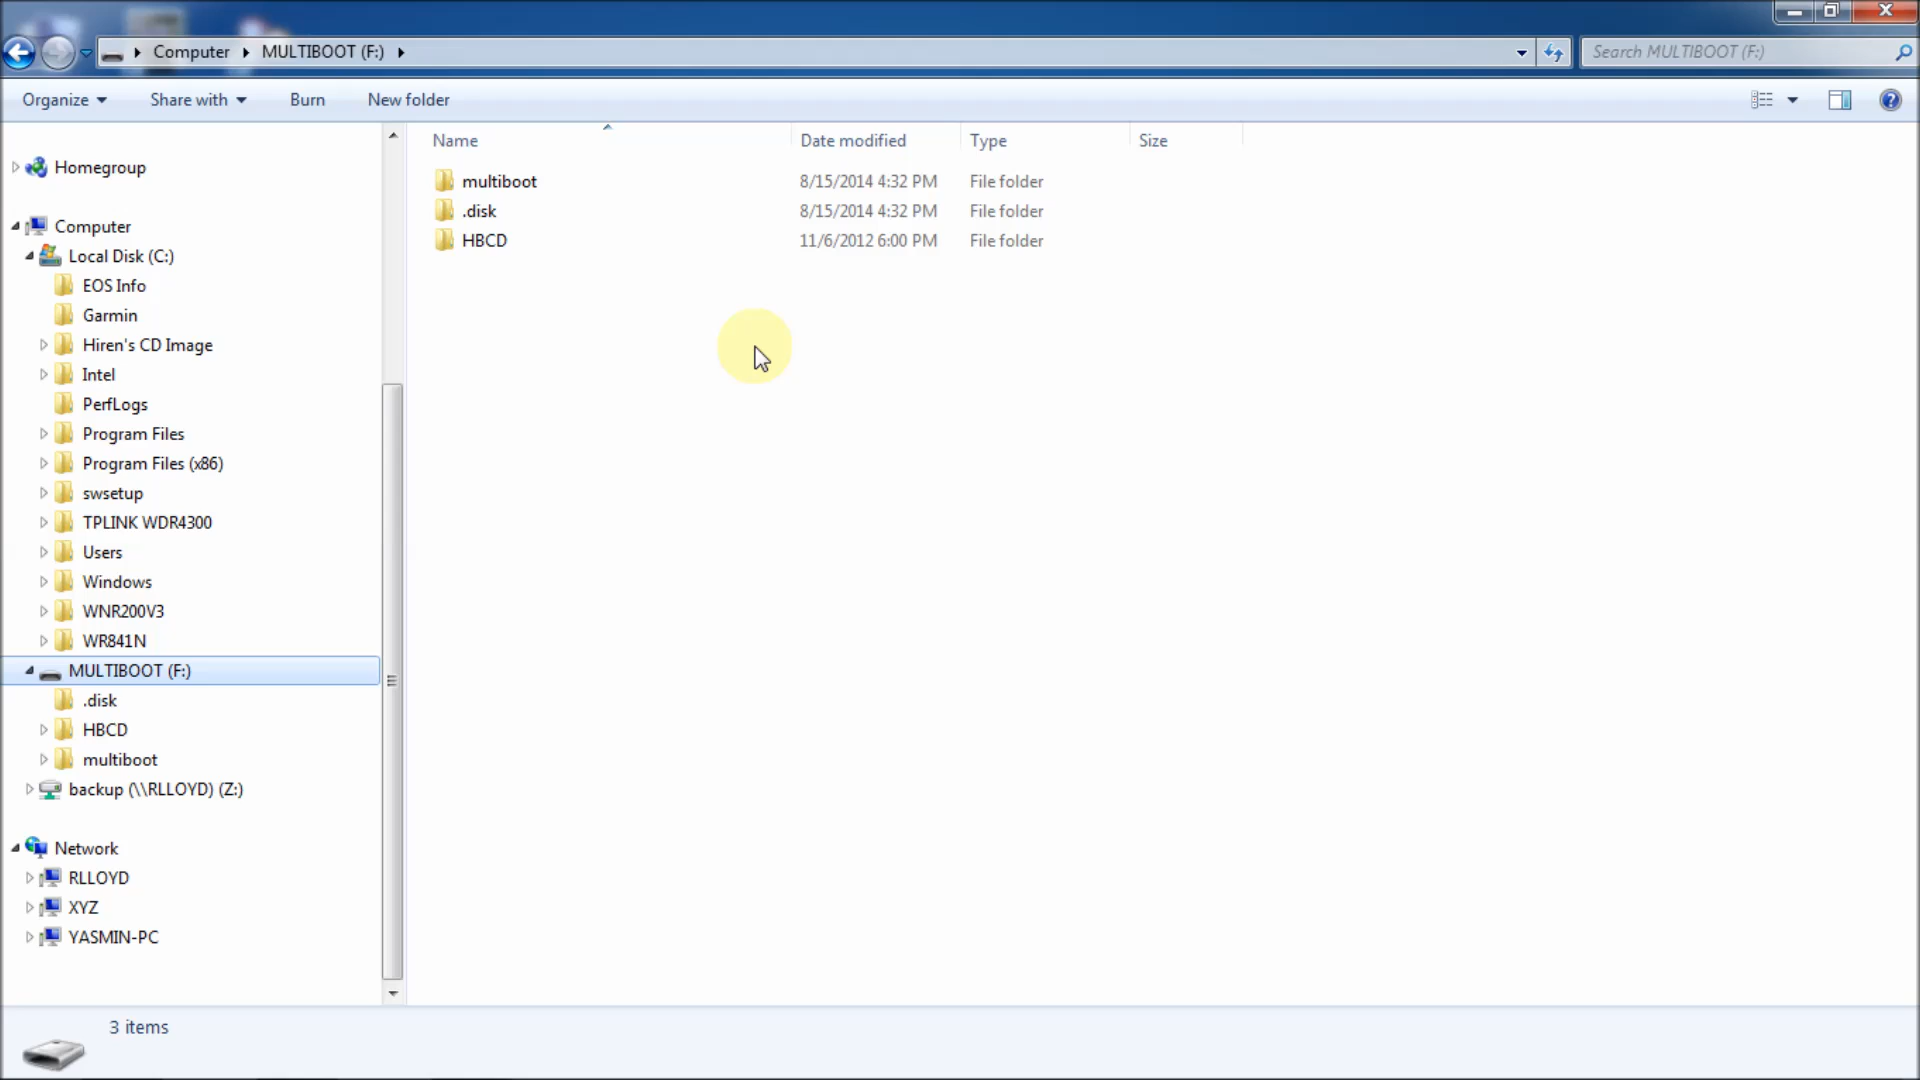 Computer MULTIBOOT (F:) Search MULTIBOOT (F:)
Organize Share with Burn New folder
Name Date modified Type Size
multiboot 8/15/2014 4:32 PM File folder
.disk 8/15/2014 4:32 PM File folder
HBCD 11/6/2012 6:00 PM File folder
Homegroup
Computer
Local Disk (C:)
EOS Info
Garmin
Hiren's CD Image
Intel
PerfLogs
Program Files
Program Files (x86)
swsetup
TPLINK WDR4300
Users
Windows
WNR200V3
WR841N
MULTIBOOT (F:)
.disk
HBCD
multiboot
backup (\\RLLOYD) (Z:)
Network
RLLOYD
XYZ
YASMIN-PC
3 items